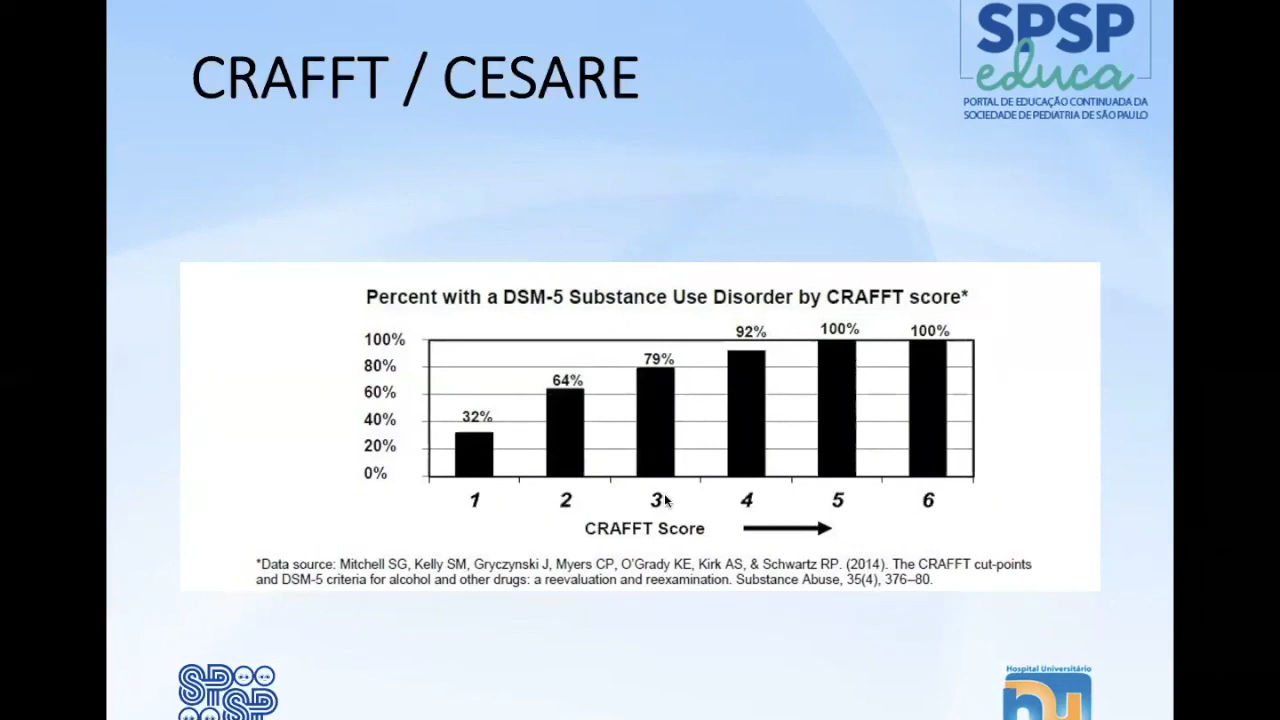 CRAFFT / CESARE
SPSP
educa
PORTAL DE EDUCAÇÃO CONTINUADA DA
SOCIEDADE DE PEDIATRIA DE SÃO PAULO
Percent with a DSM-5 Substance Use Disorder by CRAFFT score*
100%
80%
60%
40%
20%
0%
32%
64%
79%
92%
100%
100%
1 2 3 4 5 6
CRAFFT Score
*Data source: Mitchell SG, Kelly SM, Gryczynski J, Myers CP, O'Grady KE, Kirk AS, & Schwartz RP. (2014). The CRAFFT cut-points
and DSM-5 criteria for alcohol and other drugs: a reevaluation and reexamination. Substance Abuse, 35(4), 376–80.
SP
SP
Hospital Universitário
hu